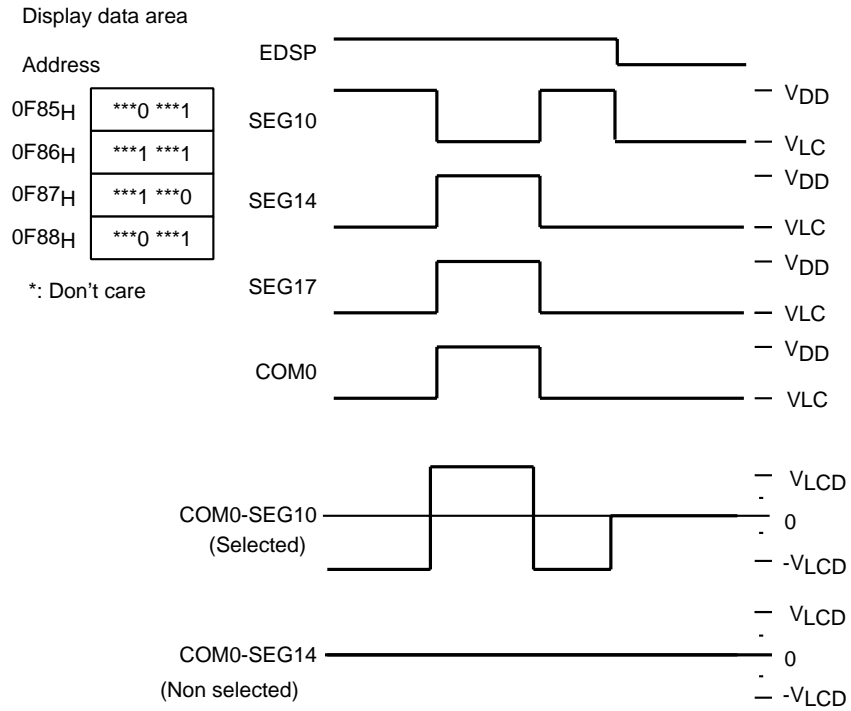 Display data area
Address
0F85H ***0 ***1
0F86H ***1 ***1
0F87H ***1 ***0
0F88H ***0 ***1
*: Don't care
EDSP
SEG10
VDD
VLC
SEG14
VDD
VLC
SEG17
VDD
VLC
COM0
VDD
VLC
COM0-SEG10
(Selected)
VLCD
0
-VLCD
COM0-SEG14
(Non selected)
VLCD
0
-VLCD